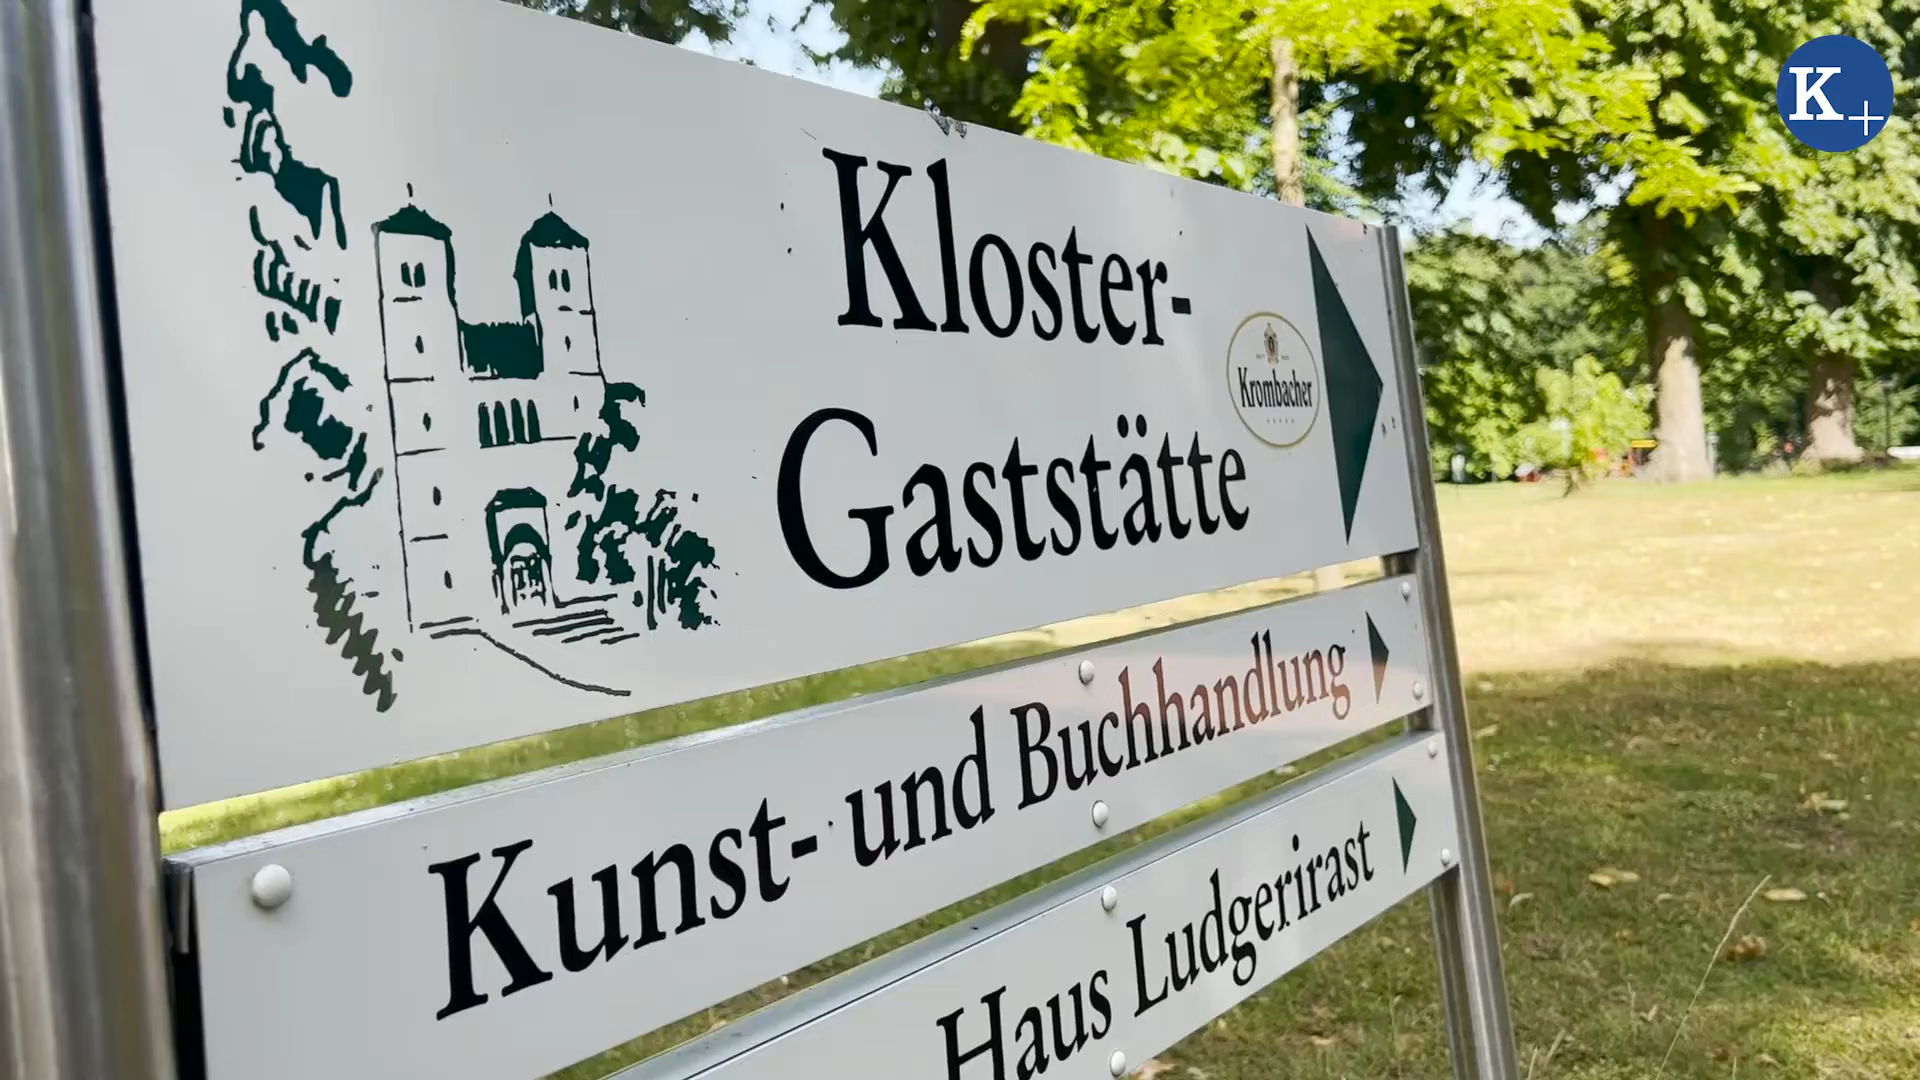 K+
Kloster-
Gaststätte
Krombacher
Kunst- und Buchhandlung
Haus Ludgerirast